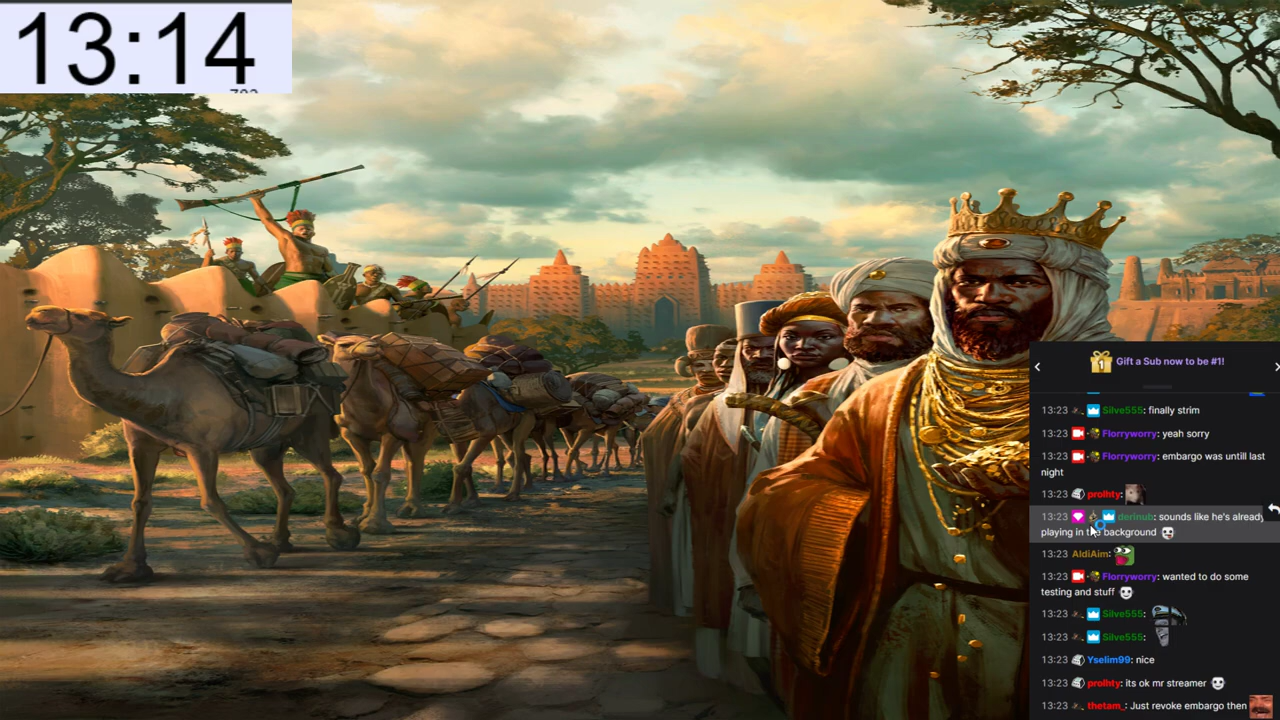 13:14
Gift a Sub now to be #1!
13:23 Silve555: finally strim
13:23 Florryworry: yeah sorry
13:23 Florryworry: embargo was untill last
night
13:23 prolhty:
13:23 derinub: sounds like he's already
playing in the background
13:23 AldiAim:
13:23 Florryworry: wanted to do some
testing and stuff
13:23 Silve555:
13:23 Silve555:
13:23 Yselim99: nice
13:23 prolhty: its ok mr streamer
13:23 thetam_: Just revoke embargo then